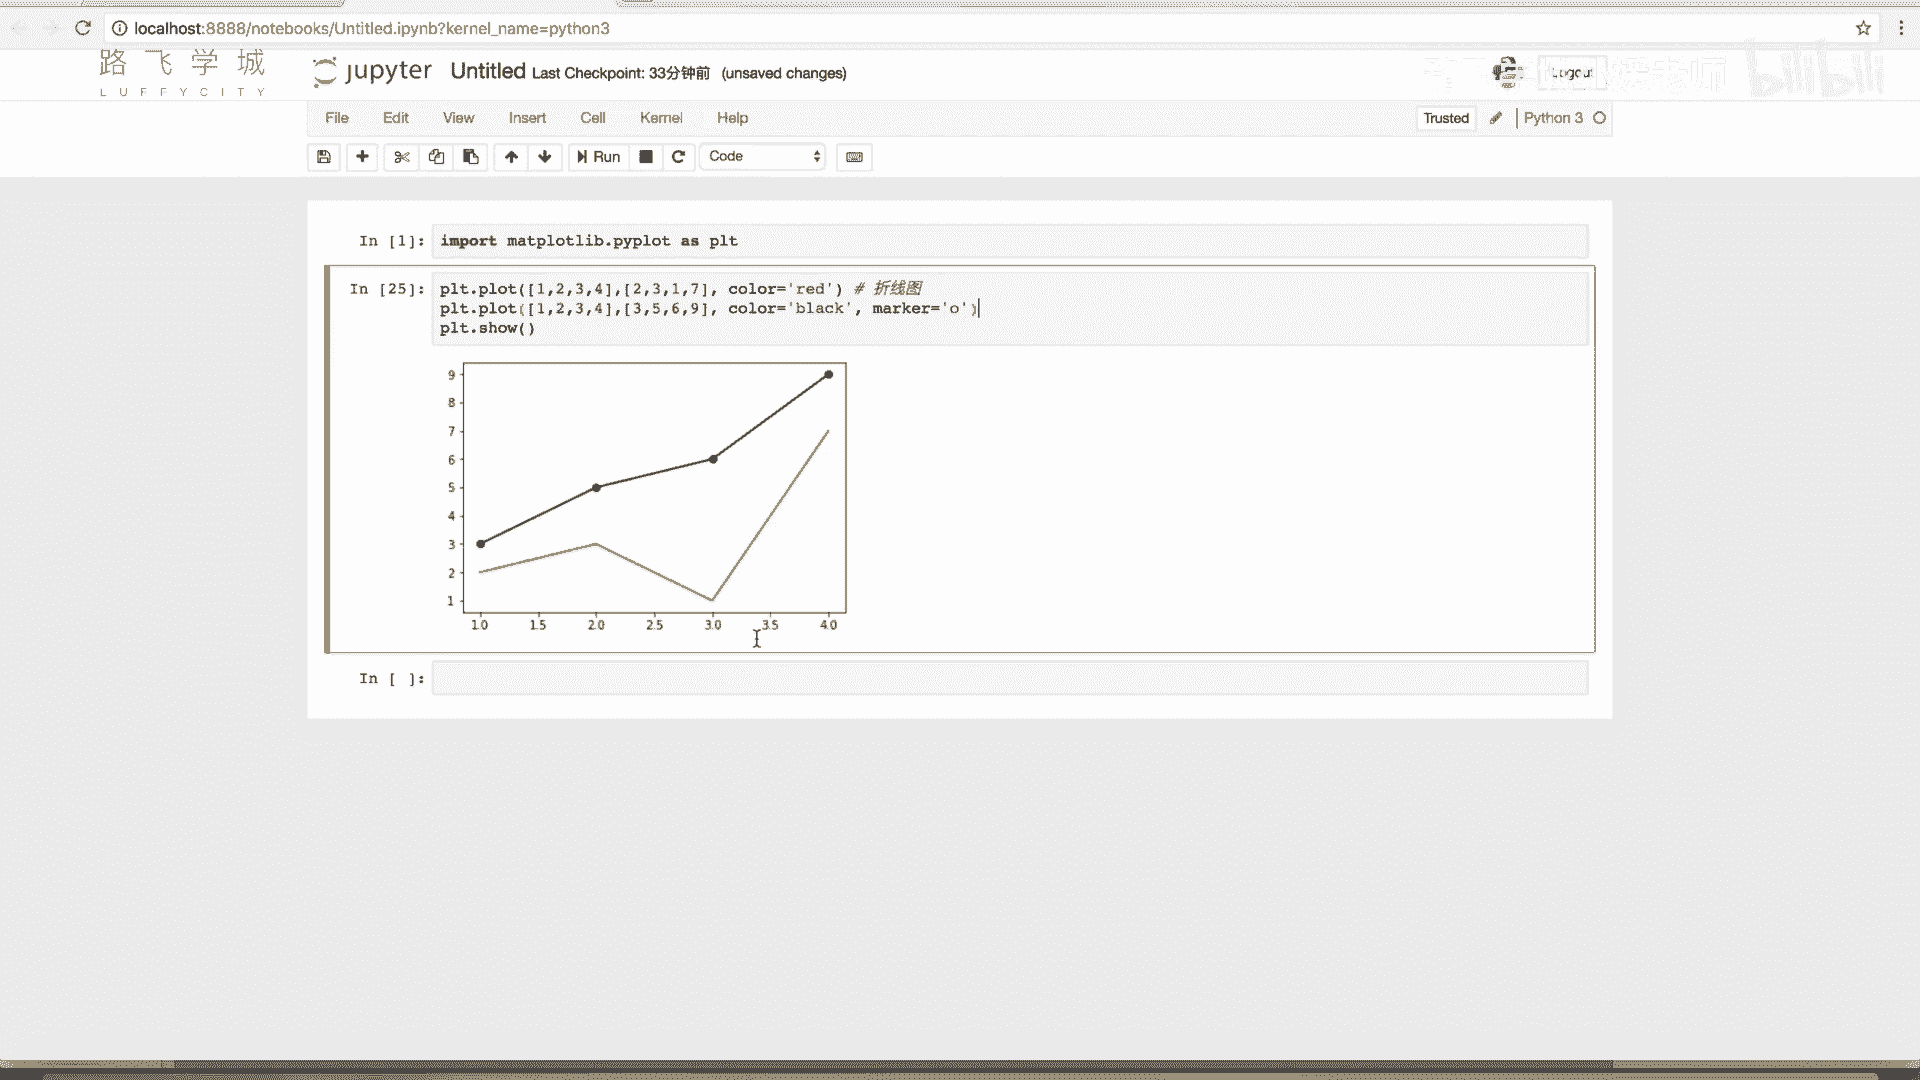 localhost:8888/notebooks/Untitled.ipynb?kernel_name=python3
路飞学城
LUFFYCITY
jupyter Untitled Last Checkpoint: 33分钟前 (unsaved changes)
Logout
bilibili
File Edit View Insert Cell Kernel Help
Trusted Python 3
Run Code
In [1]: import matplotlib.pyplot as plt
In [25]: plt.plot([1,2,3,4],[2,3,1,7], color='red') # 折线图
plt.plot([1,2,3,4],[3,5,6,9], color='black', marker='o')
plt.show()
9
8
7
6
5
4
3
2
1
1.0 1.5 2.0 2.5 3.0 3.5 4.0
In [ ]: